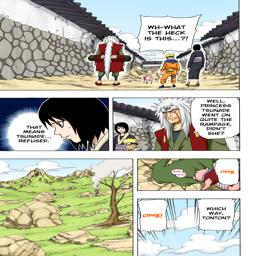 WH-WHAT
THE HECK
IS THIS...?!
WELL,
PRINCESS
TSUNADE
WENT ON
QUITE THE
RAMPAGE,
DIDN'T
SHE?
THAT
MEANS
TSUNADE...
REFUSED.
OINK!
OINK!
WHICH
WAY,
TONTON?